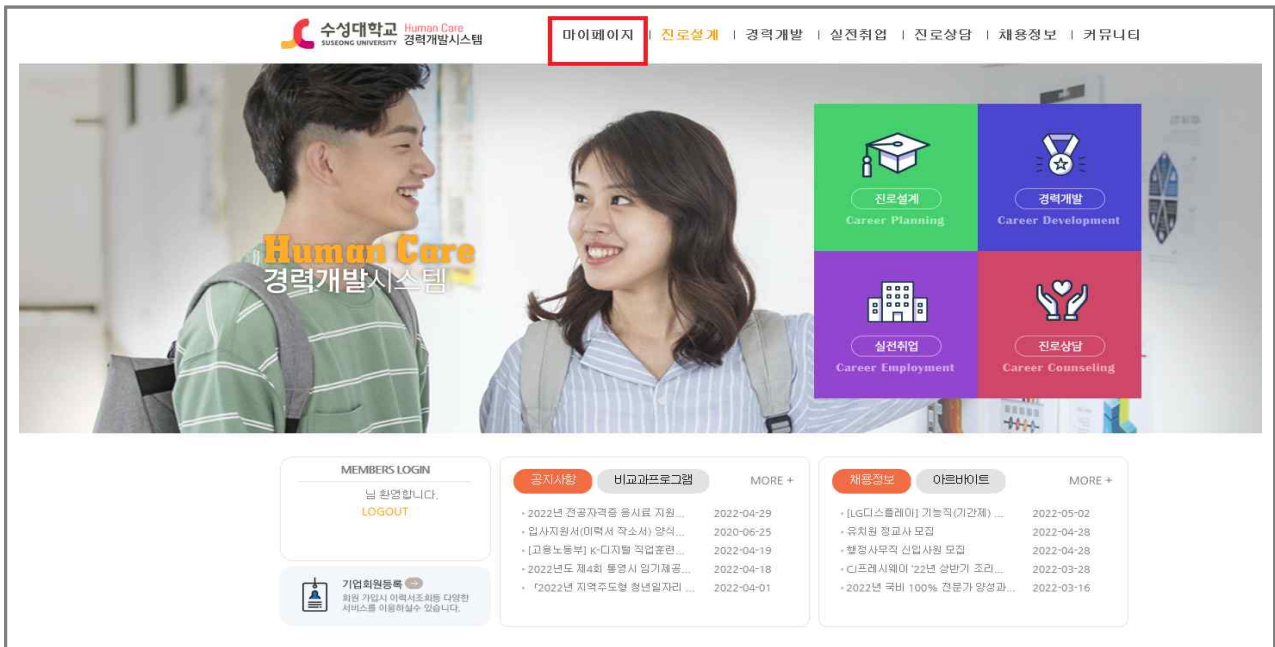 수성대학교 Human Care
SUSEONG UNIVERSITY 경력개발시스템
마이페이지 | 진로설계 | 경력개발 | 실전취업 | 진로상담 | 채용정보 | 커뮤니티
Human Care
경력개발시스템
진로설계
Career Planning
경력개발
Career Development
실전취업
Career Employment
진로상담
Career Counseling
MEMBERS LOGIN
님 환영합니다.
LOGOUT
기업회원등록
회원 가입시 이력서조회등 다양한
서비스를 이용하실수 있습니다.
공지사항 비교과프로그램 MORE +
· 2022년 전공자격증 응시료 지원... 2022-04-29
· 입사지원서(이력서 자소서) 양식... 2020-06-25
· [고용노동부] K-디지털 직업훈련... 2022-04-19
· 2022년도 제4회 통영시 임기제공... 2022-04-18
· 「2022년 지역주도형 청년일자리 ... 2022-04-01
채용정보 아르바이트 MORE +
· [LG디스플레이] 기능직(기간제) ... 2022-05-02
· 유치원 정교사 모집 2022-04-28
· 행정사무직 신입사원 모집 2022-04-28
· CJ프레시웨이 '22년 상반기 조리... 2022-03-28
· 2022년 국비 100% 전문가 양성과... 2022-03-16